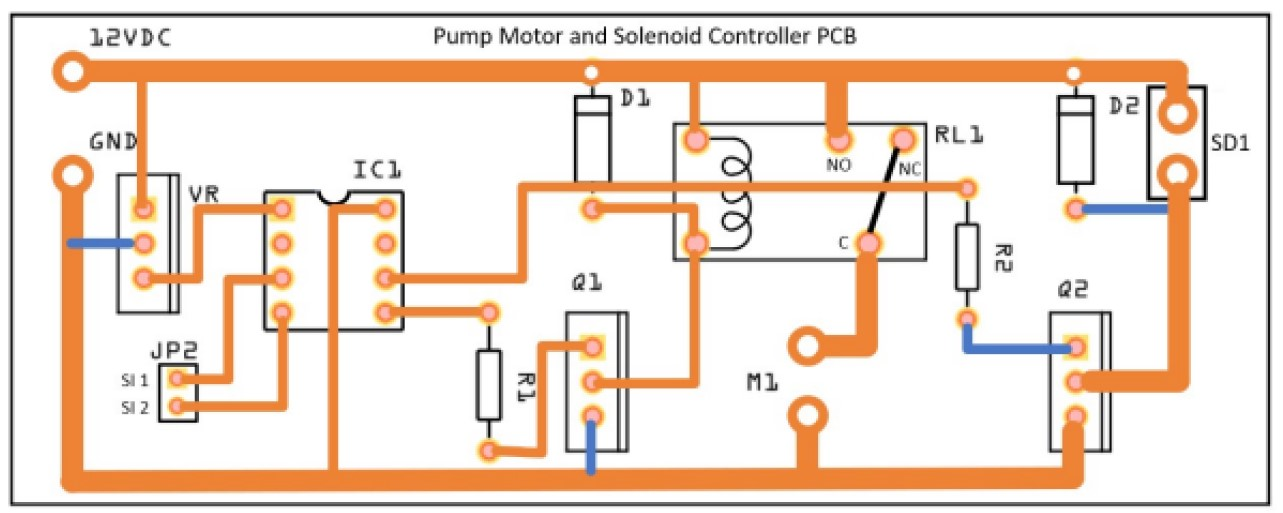 12VDC
Pump Motor and Solenoid Controller PCB
D1
D2
GND
RL1
SD1
NO
NC
IC1
VR
C
R2
Q1
Q2
JP2
SI 1
R1
M1
SI 2